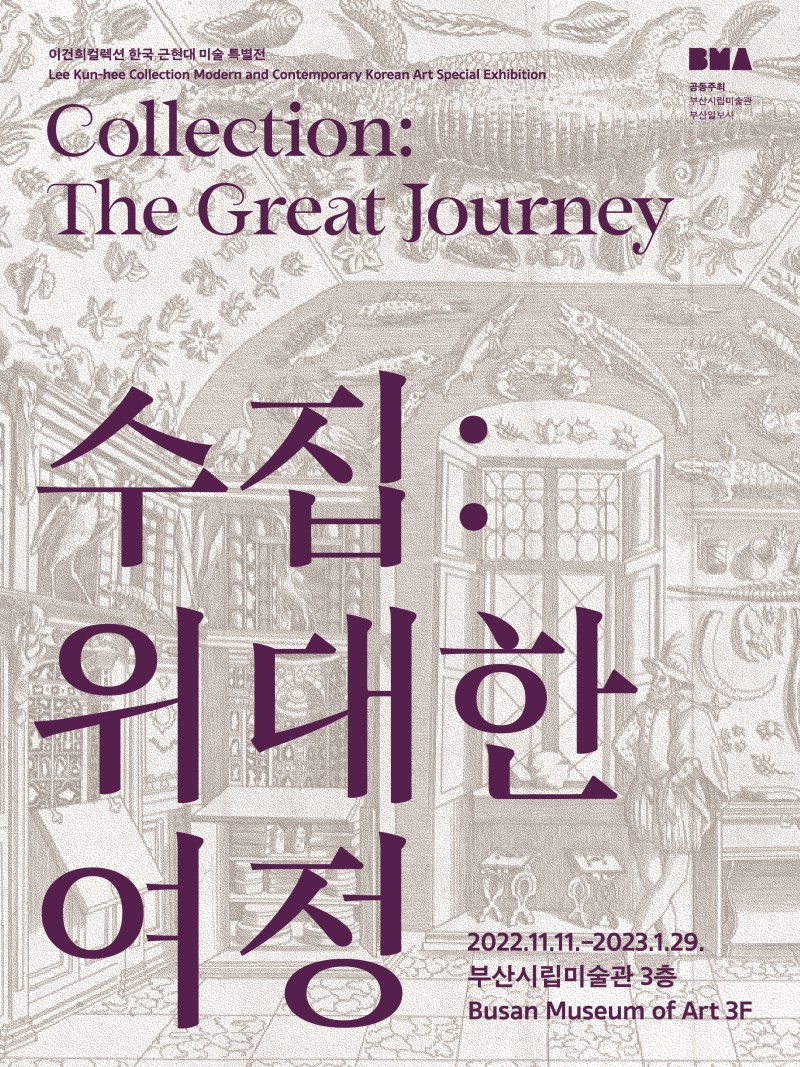 이건희컬렉션 한국 근현대 미술 특별전
Lee Kun-hee Collection Modern and Contemporary Korean Art Special Exhibition
Collection:
The Great Journey
BMA
공동주최
부산시립미술관
부산일보사
수집:
위대한
여정
2022.11.11.–2023.1.29.
부산시립미술관 3층
Busan Museum of Art 3F